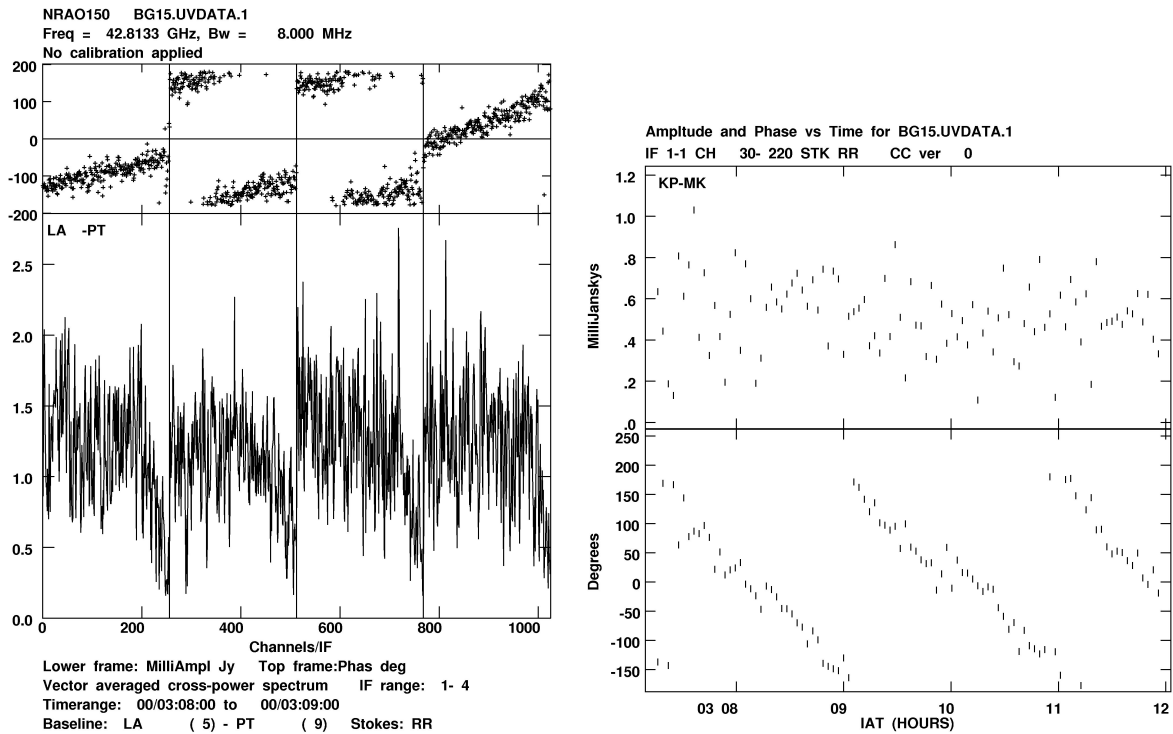 NRAO150 BG15.UVDATA.1
Freq = 42.8133 GHz, Bw = 8.000 MHz
No calibration applied
200
100
0
-100
-200
LA -PT
2.5
2.0
1.5
1.0
0.5
0.0
0 200 400 600 800 1000
Channels/IF
Lower frame: MilliAmpl Jy Top frame:Phas deg
Vector averaged cross-power spectrum IF range: 1- 4
Timerange: 00/03:08:00 to 00/03:09:00
Baseline: LA ( 5) - PT ( 9) Stokes: RR
Ampltude and Phase vs Time for BG15.UVDATA.1
IF 1-1 CH 30- 220 STK RR CC ver 0
KP-MK
1.2
1.0
.8
.6
.4
.2
.0
MilliJanskys
250
200
150
100
50
0
-50
-100
-150
Degrees
03 08 09 10 11 12
IAT (HOURS)